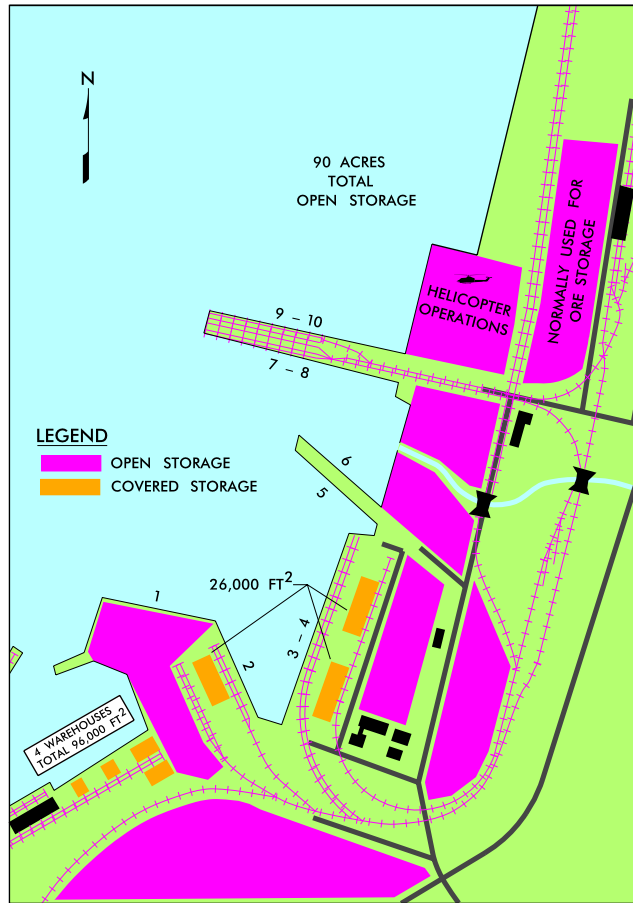 N
90 ACRES
TOTAL
OPEN STORAGE
NORMALLY USED FOR
ORE STORAGE
HELICOPTER
OPERATIONS
9 – 10
7 – 8
LEGEND
OPEN STORAGE
COVERED STORAGE
6
5
26,000 FT2
1
2
3 – 4
4 WAREHOUSES
TOTAL 96,000 FT2